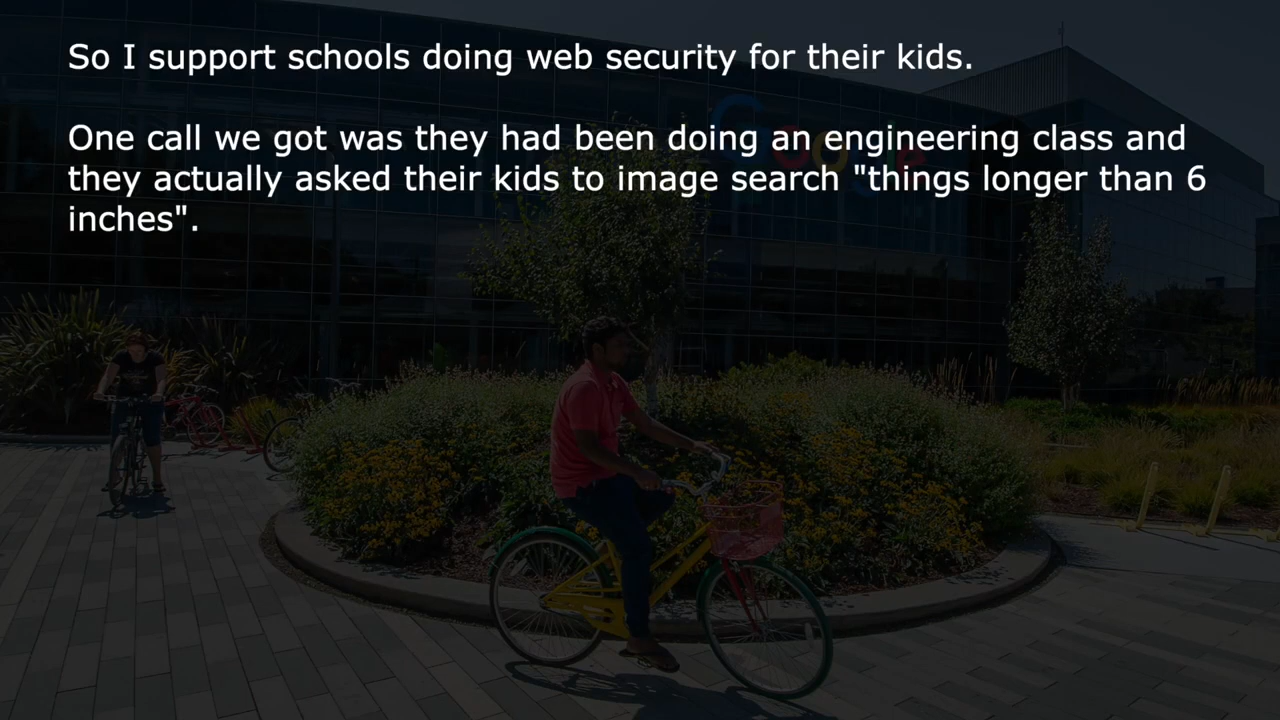 So I support schools doing web security for their kids.
One call we got was they had been doing an engineering class and
they actually asked their kids to image search "things longer than 6
inches".
Google